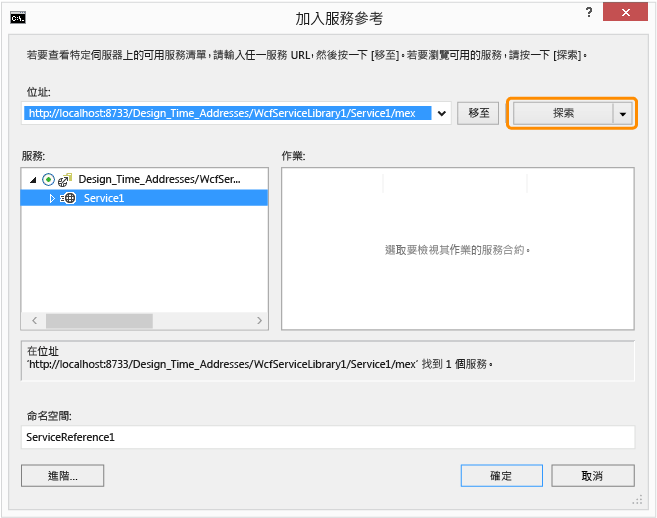 C:\.
加入服務參考
?
x
若要查看特定伺服器上的可用服務清單,請輸入任一服務 URL,然後按一下 [移至]。若要瀏覽可用的服務,請按一下 [探索]。
位址:
http://localhost:8733/Design_Time_Addresses/WcfServiceLibrary1/Service1/mex
移至
探索
服務:
作業:
Design_Time_Addresses/WcfSer...
Service1
選取要檢視其作業的服務合約。
在位址
'http://localhost:8733/Design_Time_Addresses/WcfServiceLibrary1/Service1/mex' 找到 1 個服務。
命名空間:
ServiceReference1
進階...
確定
取消